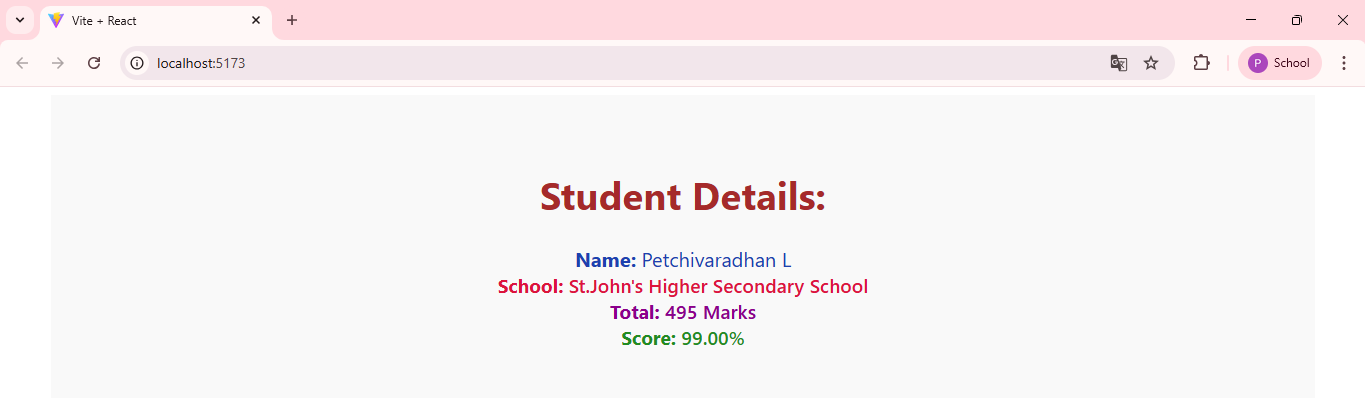 Vite + React
localhost:5173
P School
Student Details:
Name: Petchivaradhan L
School: St.John's Higher Secondary School
Total: 495 Marks
Score: 99.00%